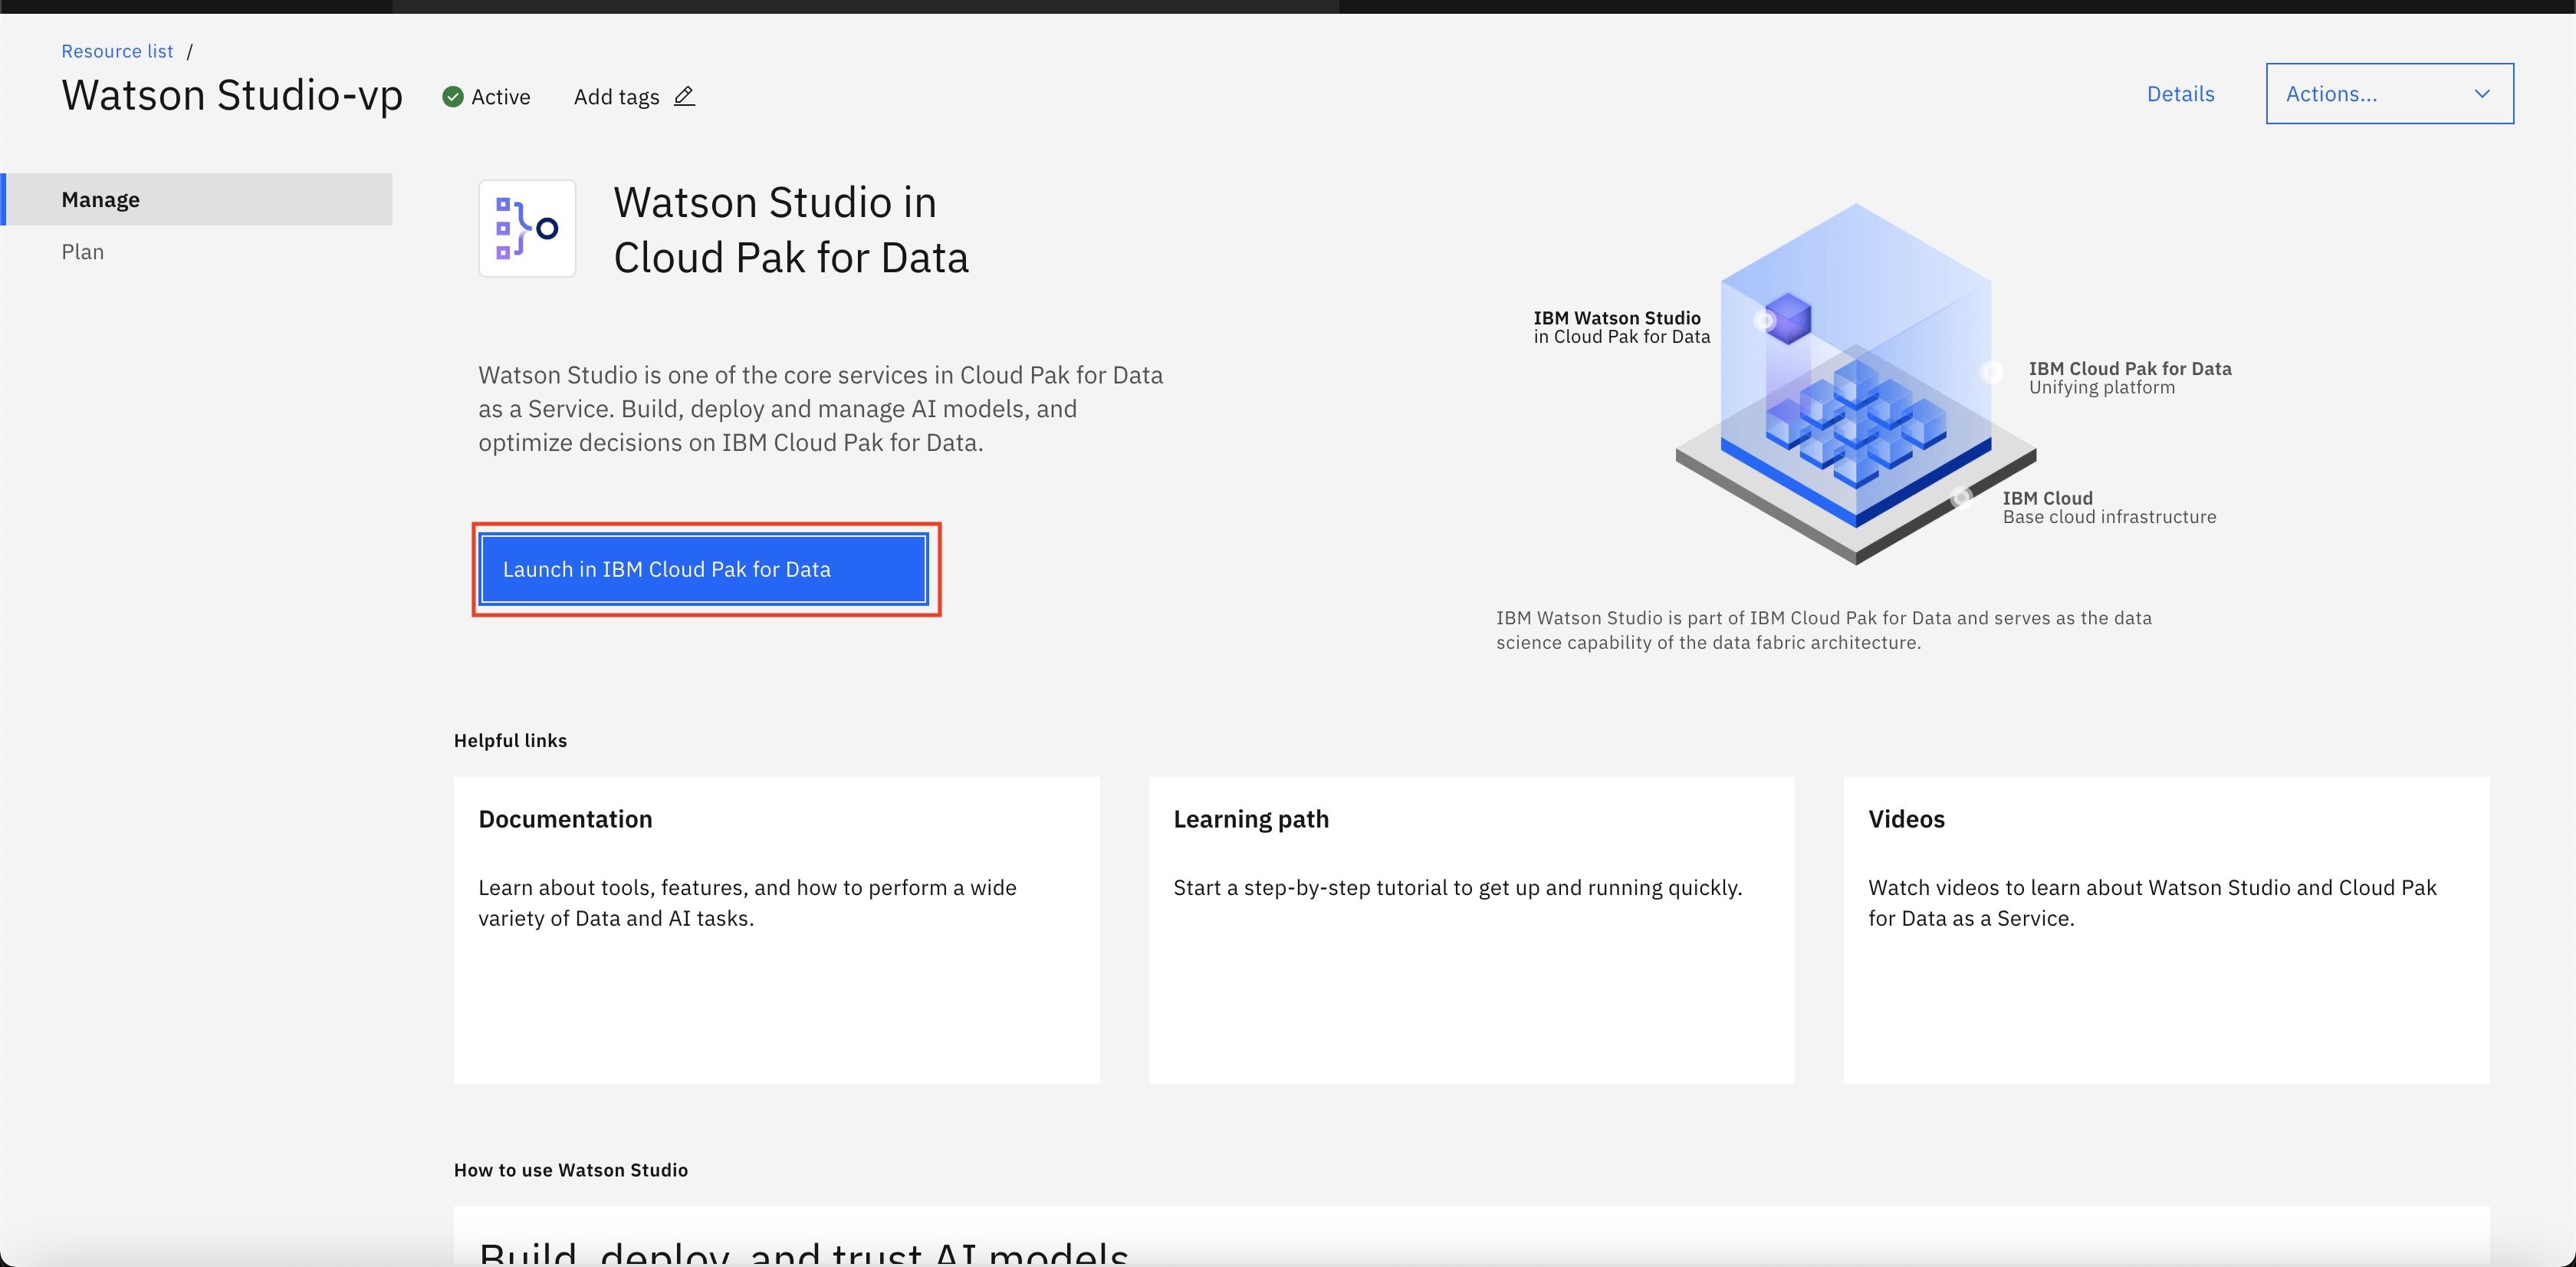 Resource list /
Watson Studio-vp
Active
Add tags
Details
Actions...
Manage
Plan
Watson Studio in
Cloud Pak for Data
Watson Studio is one of the core services in Cloud Pak for Data
as a Service. Build, deploy and manage AI models, and
optimize decisions on IBM Cloud Pak for Data.
Launch in IBM Cloud Pak for Data
IBM Watson Studio
in Cloud Pak for Data
IBM Cloud Pak for Data
Unifying platform
IBM Cloud
Base cloud infrastructure
IBM Watson Studio is part of IBM Cloud Pak for Data and serves as the data
science capability of the data fabric architecture.
Helpful links
Documentation
Learn about tools, features, and how to perform a wide
variety of Data and AI tasks.
Learning path
Start a step-by-step tutorial to get up and running quickly.
Videos
Watch videos to learn about Watson Studio and Cloud Pak
for Data as a Service.
How to use Watson Studio
Build, deploy, and trust AI models